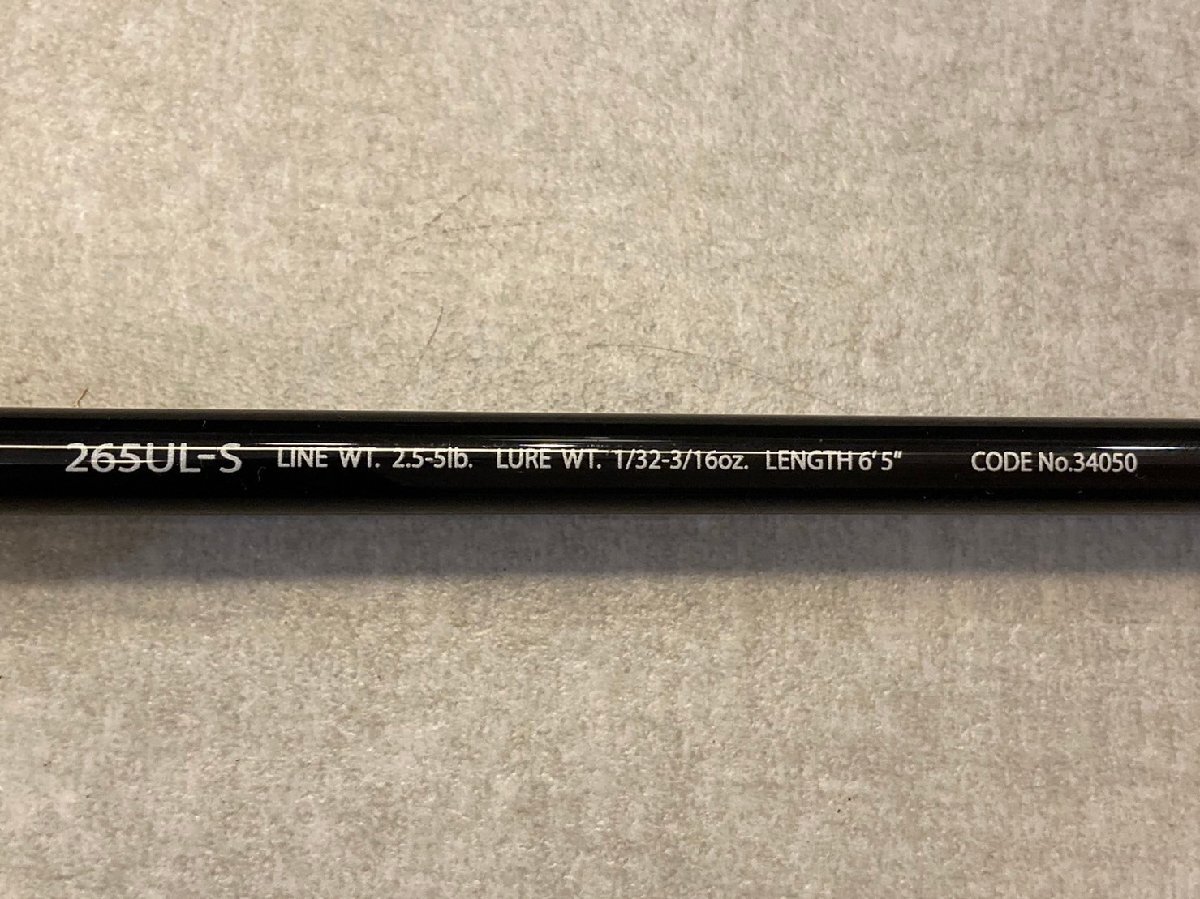 265UL-S LINE WT. 2.5-5lb. LURE WT. 1/32-3/16oz. LENGTH 6'5" CODE No.34050